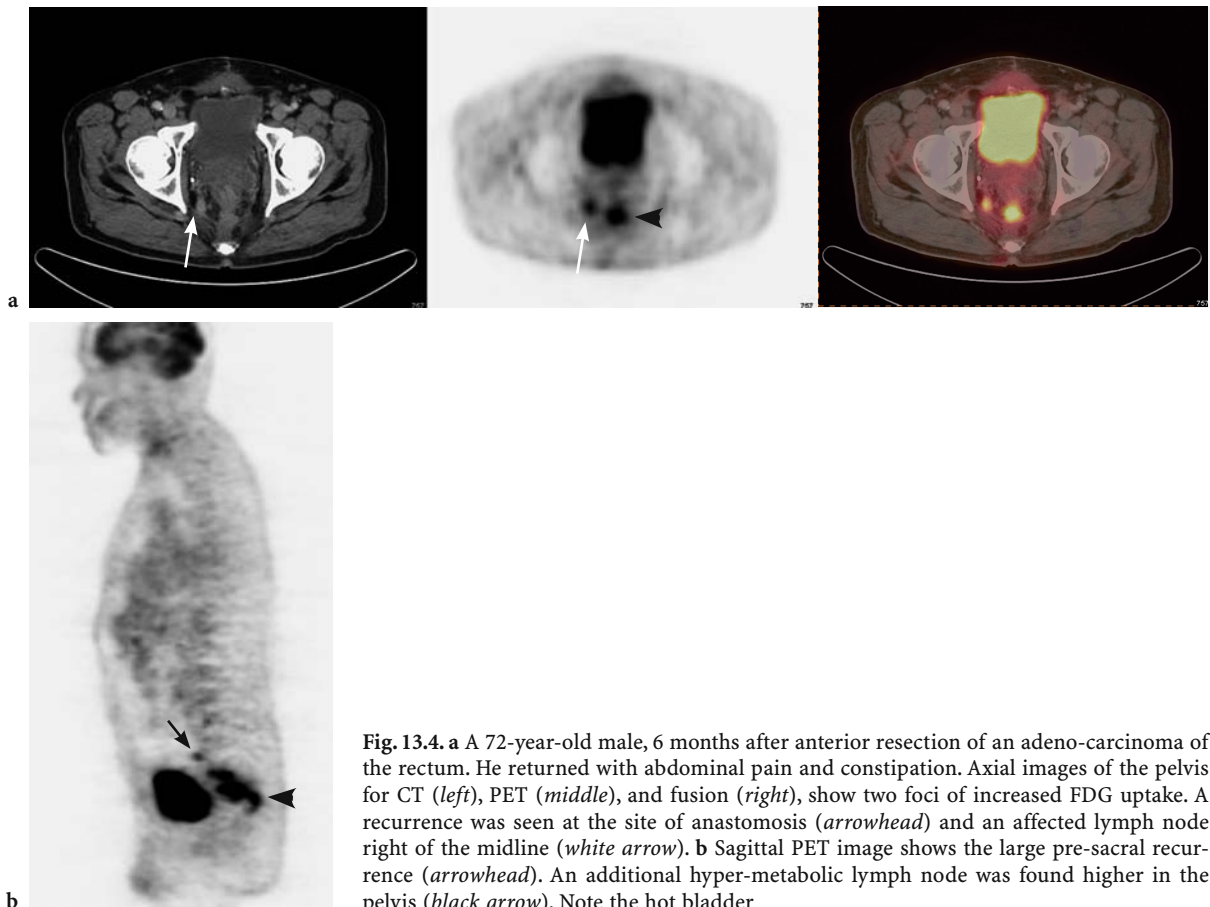 767
767
767
a
b
Fig. 13.4. a A 72-year-old male, 6 months after anterior resection of an adeno-carcinoma of
the rectum. He returned with abdominal pain and constipation. Axial images of the pelvis
for CT (left), PET (middle), and fusion (right), show two foci of increased FDG uptake. A
recurrence was seen at the site of anastomosis (arrowhead) and an affected lymph node
right of the midline (white arrow). b Sagittal PET image shows the large pre-sacral recur-
rence (arrowhead). An additional hyper-metabolic lymph node was found higher in the
pelvis (black arrow). Note the hot bladder